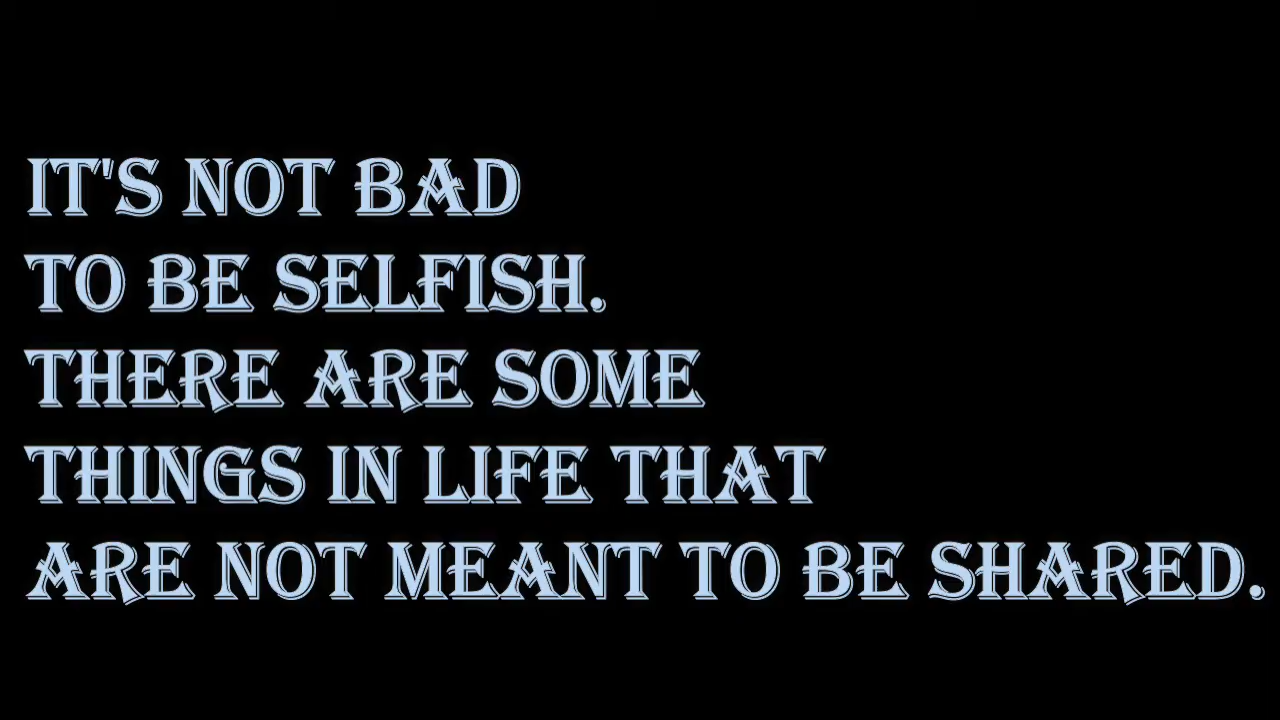 IT'S NOT BAD
TO BE SELFISH.
THERE ARE SOME
THINGS IN LIFE THAT
ARE NOT MEANT TO BE SHARED.